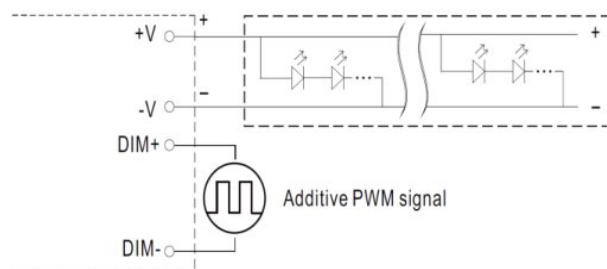 +V + +
-V − −
DIM+
Additive PWM signal
DIM-